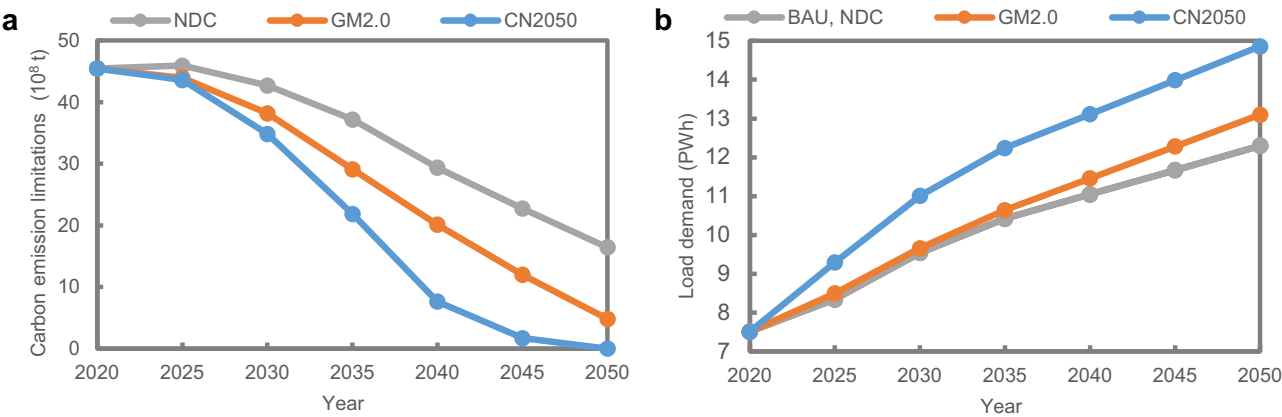 a
NDC GM2.0 CN2050
50
40
30
20
10
0
Carbon emission limitations (10⁸ t)
2020 2025 2030 2035 2040 2045 2050
Year
b
BAU, NDC GM2.0 CN2050
15
14
13
12
11
10
9
8
7
Load demand (PWh)
2020 2025 2030 2035 2040 2045 2050
Year